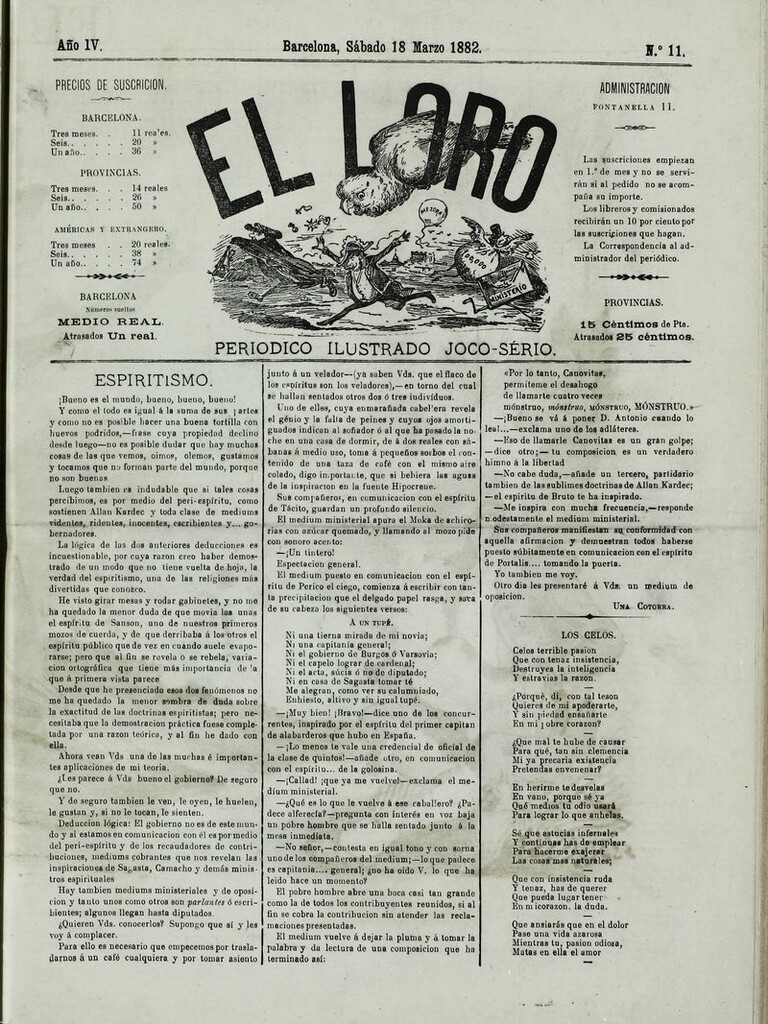 Año IV.
Barcelona, Sábado 18 Marzo 1882.
N.º 11.
PRECIOS DE SUSCRICION.
BARCELONA.
Tres meses. . 11 reales.
Seis. . . . . 20 »
Un año. . . . 36 »
PROVINCIAS.
Tres meses. . . 14 reales
Seis. . . . . . 26 »
Un año. . . . . 50 »
AMÉRICAS Y EXTRANGERO.
Tres meses . . 20 reales.
Seis. . . . . . 38 »
Un año. . . . . 74 »
BARCELONA
Números sueltos
MEDIO REAL.
Atrasados Un real.
EL LORO
MINISTERIO
PERIODICO ILUSTRADO JOCO-SÉRIO.
ADMINISTRACION
FONTANELLA 11.
Las suscriciones empiezan
en 1.º de mes y no se servi-
rán si al pedido no se acom-
paña su importe.
Los libreros y comisionados
recibirán un 10 por ciento por
las suscriciones que hagan.
La Correspondencia al ad-
ministrador del periódico.
PROVINCIAS.
15 Céntimos de Pta.
Atrasados 25 céntimos.
ESPIRITISMO.
¡Bueno es el mundo, bueno, bueno, bueno!
Y como el todo es igual á la suma de sus partes
y como no es posible hacer una buena tortilla con
huevos podridos,—frase cuya propiedad declino
desde luego—no es posible dudar que hay muchas
cosas de las que vemos, oimos, olemos, gustamos
y tocamos que no forman parte del mundo, porque
no son buenas
Luego tambien es indudable que si tales cosas
percibimos, es por medio del peri-espíritu, como
sostienen Allan Kardec y toda clase de mediums
videntes, ridentes, inocentes, escribientes y... go-
bernadores.
La lógica de las dos anteriores deducciones es
incuestionable, por cuya razon creo haber demos-
trado de un modo que no tiene vuelta de hoja, la
verdad del espiritismo, una de las religiones más
divertidas que conozco.
He visto girar mesas y rodar gabinetes, y no me
ha quedado la menor duda de que movia las unas
el espíritu de Sanson, uno de nuestros primeros
mozos de cuerda, y de que derribaba á los otros el
espíritu público que de vez en cuando suele evapo-
rarse; pero que al fin se revela ó se rebela, varia-
cion ortográfica que tiene más importancia de la
que á primera vista parece
Desde que he presenciado esos dos fenómenos no
me ha quedado la menor sombra de duda sobre
la exactitud de las doctrinas espiritistas; pero ne-
cesitaba que la demostracion práctica fuese comple-
tada por una razon teórica, y al fin he dado con
ella.
Ahora vean Vds una de las muchas é importan-
tes aplicaciones de mi teoría.
¿Les parece á Vds bueno el gobierno? De seguro
que no.
Y de seguro tambien le ven, le oyen, le huelen,
le gustan y, si no le tocan, le sienten.
Deduccion lógica: El gobierno no es de este mun-
do y si estamos en comunicacion con él es por medio
del peri-espíritu y de los recaudadores de contri-
buciones, mediums cobrantes que nos revelan las
inspiraciones de Sagasta, Camacho y demás minis-
tros espirituales
Hay tambien mediums ministeriales y de oposi-
cion y tanto unos como otros son parlantes ó escri-
bientes; algunos llegan hasta diputados.
¿Quieren Vds. conocerlos? Supongo que si y les
voy á complacer.
Para ello es necesario que empecemos por trasla-
darnos á un café cualquiera y por tomar asiento
junto á un velador—(ya saben Vds. que el flaco de
los espíritus son los veladores),—en torno del cual
se hallan sentados otros dos ó tres individuos.
Uno de ellos, cuya enmarañada cabellera revela
el génio y la falta de peines y cuyos ojos amorti-
guados indican al soñador ó al que ha pasado la no-
che en una casa de dormir, de á dos reales con sá-
banas á medio uso, toma á pequeños sorbos el con-
tenido de una taza de café con el mismo aire
colado, digo importante, que si bebiera las aguas
de la inspiracion en la fuente Hipocrene.
Sus compañeros, en comunicacion con el espíritu
de Tácito, guardan un profundo silencio.
El medium ministerial apura el Moka de achico-
rias con azúcar quemado, y llamando al mozo pide
con sonoro acento:
—¡Un tintero!
Espectacion general.
El medium puesto en comunicacion con el espí-
ritu de Perico el ciego, comienza á escribir con tan-
ta precipitacion que el delgado papel rasga, y saca
de su cabeza los siguientes versos:
A UN TUPÉ.
Ni una tierna mirada de mi novia;
Ni una capitanía general;
Ni el gobierno de Burgos ó Varsovia;
Ni el capelo lograr de cardenal;
Ni el acta, súcia ó no de diputado;
Ni en casa de Sagasta tomar té
Me alegran, como ver su calumniado,
Enhiesto, altivo y sin igual tupé.
—¡Muy bien! ¡Bravo!—dice uno de los concur-
rentes, inspirado por el espíritu del primer capitan
de alabarderos que hubo en España.
—¡Lo menos te vale una credencial de oficial de
la clase de quintos!—añade otro, en comunicacion
con el espíritu... de la golosina.
—¡Callad! ¡que ya me vuelve!—exclama el me-
dium ministerial.
—¿Qué es lo que le vuelve á ese caballero? ¿Pa-
dece alferecía?—pregunta con interés en voz baja
un pobre hombre que se halla sentado junto á la
mesa inmediata.
—No señor,—contesta en igual tono y con sorna
uno de los compañeros del medium;—lo que padece
es capitanía.... general; ¿no ha oido V. lo que ha
leido hace un momento?
El pobre hombre abre una boca casi tan grande
como la de todos los contribuyentes reunidos, si al
fin se cobra la contribucion sin atender las recla-
maciones presentadas.
El medium vuelve á dejar la pluma y á tomar la
palabra y da lectura de una composicion que ha
terminado así:
«Por lo tanto, Canovitas,
permiteme el desahogo
de llamarte cuatro veces
mónstruo, mónstruo, MÓNSTRUO, MÓNSTRUO.»
—¡Bueno se vá á poner D. Antonio cuando lo
lea!...—exclama uno de los adláteres.
—Eso de llamarle Canovitas es un gran golpe;
—dice otro;—tu composicion es un verdadero
himno á la libertad
—No cabe duda,—añade un tercero, partidario
tambien de las sublimes doctrinas de Allan Kardec;
—el espíritu de Bruto te ha inspirado.
—Me inspira con mucha frecuencia,—responde
modestamente el medium ministerial.
Sus compañeros manifiestan su conformidad con
aquella afirmacion y demuestran todos haberse
puesto súbitamente en comunicacion con el espíritu
de Portalis.... tomando la puerta.
Yo tambien me voy.
Otro dia les presentaré á Vds. un medium de
oposicion.
UNA COTORRA.
LOS CELOS.
Celos terrible pasion
Que con tenaz insistencia,
Destruyes la inteligencia
Y estravias la razon.
¿Porqué, dí, con tal teson
Quieres de mi apoderarte,
Y sin piedad ensañarte
En mi pobre corazon?
¿Que mal te hube de causar
Para qué, tan sin clemencia
Mi ya precaria existencia
Pretendas envenenar?
En herirme te desvelas
En vano, porque sé ya
Qué medios tu odio usará
Para lograr lo que anhelas.
Sé que astucias infernales
Y contínuas has de emplear
Para hacerme exajerar
Las cosas mas naturales;
Que con insistencia ruda
Y tenaz, has de querer
Que pueda lugar tener
En mi corazon. la duda.
Que ansiarás que en el dolor
Pase una vida azarosa
Mientras tu, pasion odiosa,
Matas en ella el amor